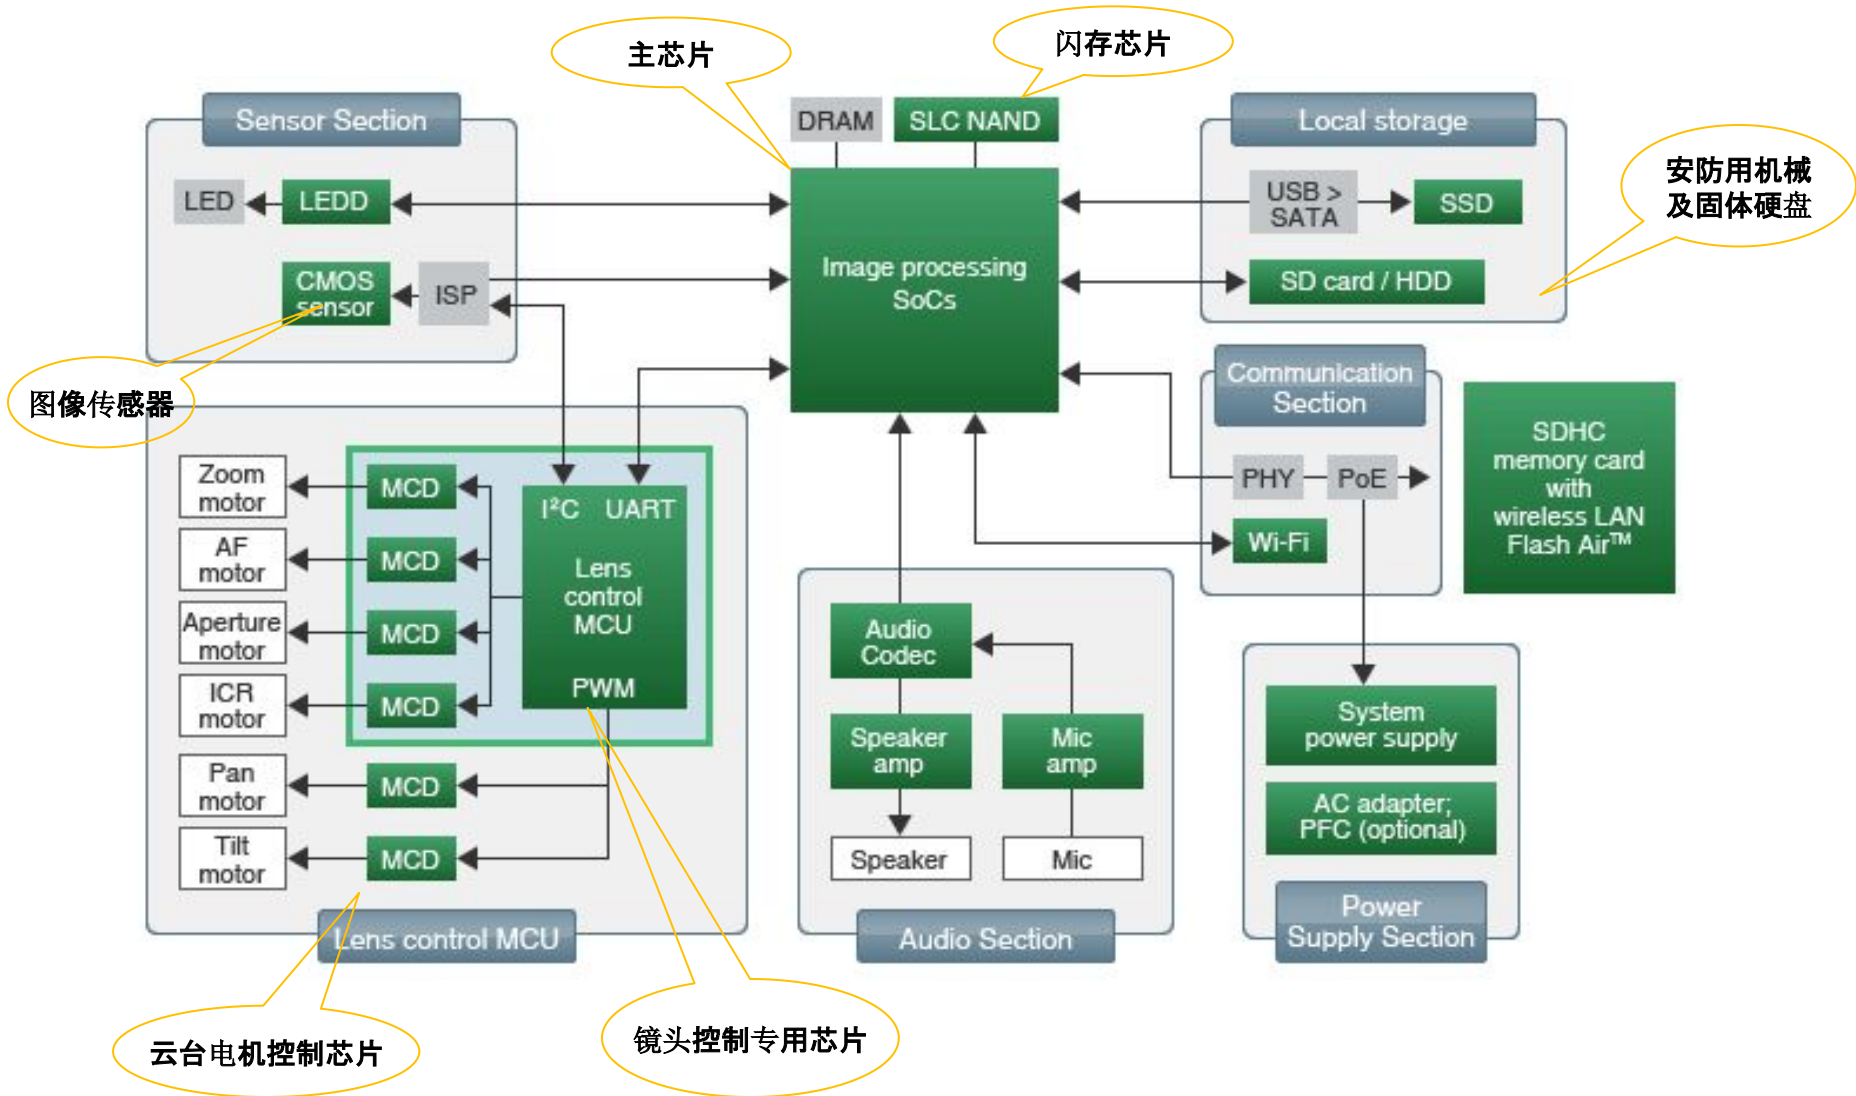 主芯片
闪存芯片
Sensor Section
DRAM
SLC NAND
Local storage
LED
LEDD
USB >
SATA
SSD
安防用机械
及固体硬盘
CMOS
sensor
ISP
Image processing
SoCs
SD card / HDD
图像传感器
Communication
Section
PHY
PoE
Wi-Fi
SDHC
memory card
with
wireless LAN
Flash Air™
Zoom
motor
MCD
I²C
UART
AF
motor
MCD
Lens
control
MCU
Aperture
motor
MCD
ICR
motor
MCD
PWM
Pan
motor
MCD
Tilt
motor
MCD
Lens control MCU
Audio
Codec
Speaker
amp
Mic
amp
Speaker
Mic
Audio Section
System
power supply
AC adapter;
PFC (optional)
Power
Supply Section
云台电机控制芯片
镜头控制专用芯片